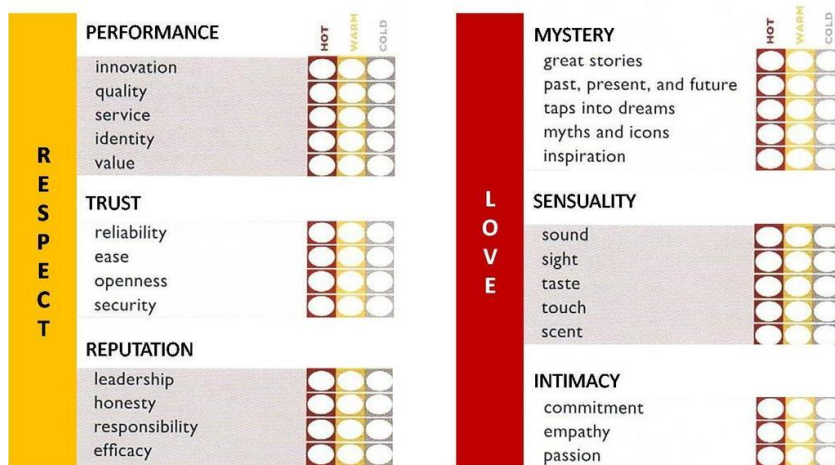 RESPECT
PERFORMANCE
HOT
WARM
COLD
innovation
quality
service
identity
value
TRUST
reliability
ease
openness
security
REPUTATION
leadership
honesty
responsibility
efficacy
LOVE
MYSTERY
HOT
WARM
COLD
great stories
past, present, and future
taps into dreams
myths and icons
inspiration
SENSUALITY
sound
sight
taste
touch
scent
INTIMACY
commitment
empathy
passion